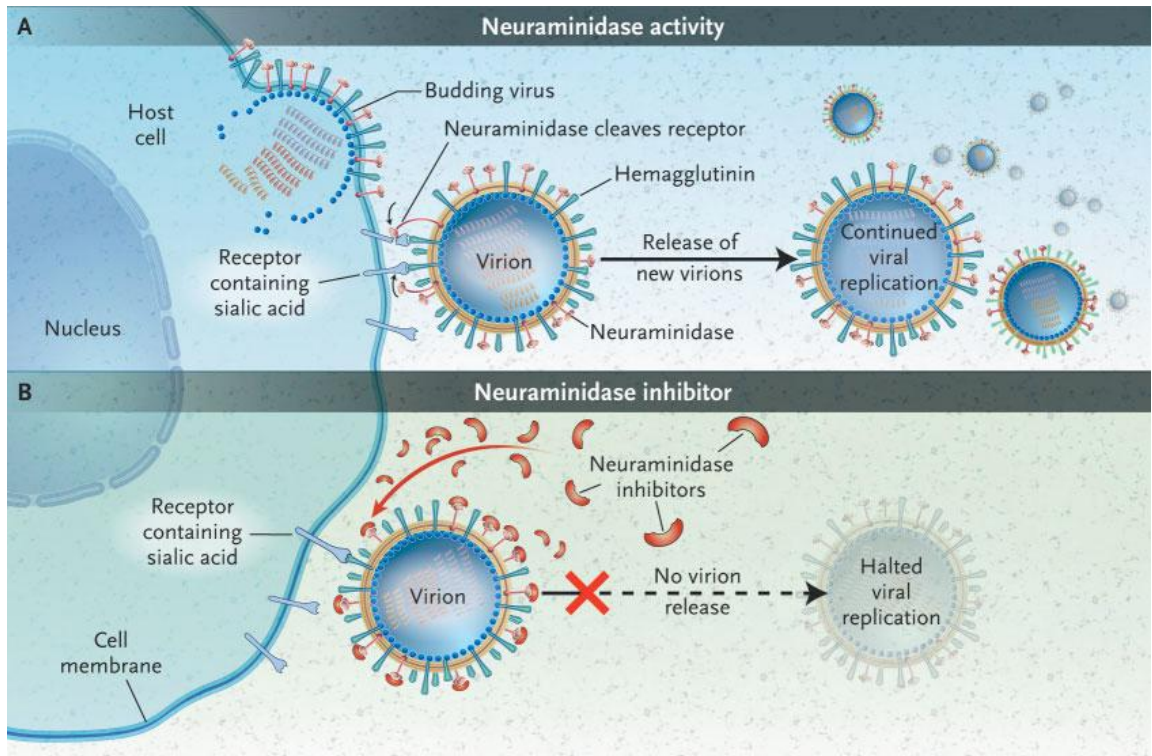 A
Neuraminidase activity
Budding virus
Host
cell
Neuraminidase cleaves receptor
Hemagglutinin
Receptor
containing
sialic acid
Virion
Release of
new virions
Continued
viral
replication
Nucleus
Neuraminidase
B
Neuraminidase inhibitor
Neuraminidase
inhibitors
Receptor
containing
sialic acid
Virion
No virion
release
Halted
viral
replication
Cell
membrane